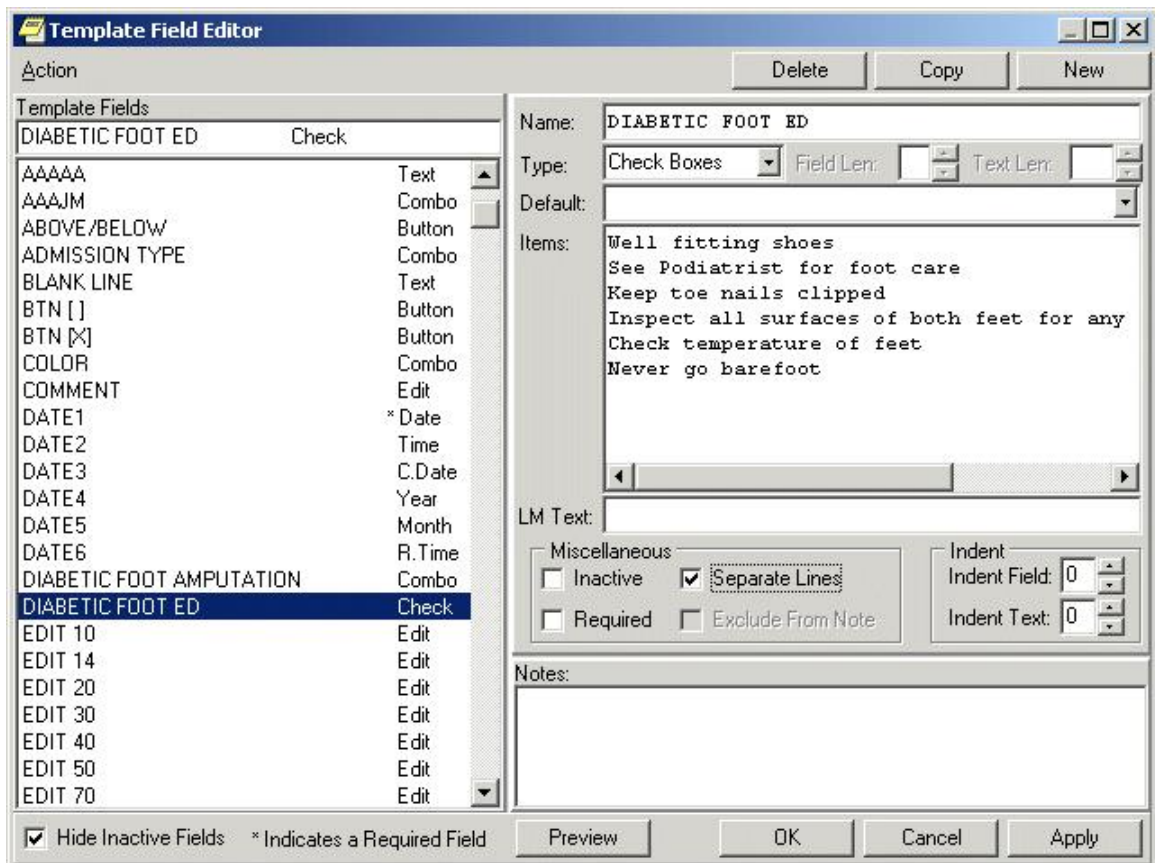 Template Field Editor
Action
Delete Copy New
Template Fields
DIABETIC FOOT ED Check
AAAAA Text
AAAJM Combo
ABOVE/BELOW Button
ADMISSION TYPE Combo
BLANK LINE Text
BTN [ ] Button
BTN [X] Button
COLOR Combo
COMMENT Edit
DATE1 * Date
DATE2 Time
DATE3 C.Date
DATE4 Year
DATE5 Month
DATE6 R.Time
DIABETIC FOOT AMPUTATION Combo
DIABETIC FOOT ED Check
EDIT 10 Edit
EDIT 14 Edit
EDIT 20 Edit
EDIT 30 Edit
EDIT 40 Edit
EDIT 50 Edit
EDIT 70 Edit
Name: DIABETIC FOOT ED
Type: Check Boxes Field Len: Text Len:
Default:
Items:
Well fitting shoes
See Podiatrist for foot care
Keep toe nails clipped
Inspect all surfaces of both feet for any
Check temperature of feet
Never go barefoot
LM Text:
Miscellaneous
Inactive Separate Lines
Required Exclude From Note
Indent
Indent Field: 0
Indent Text: 0
Notes:
Hide Inactive Fields * Indicates a Required Field Preview OK Cancel Apply